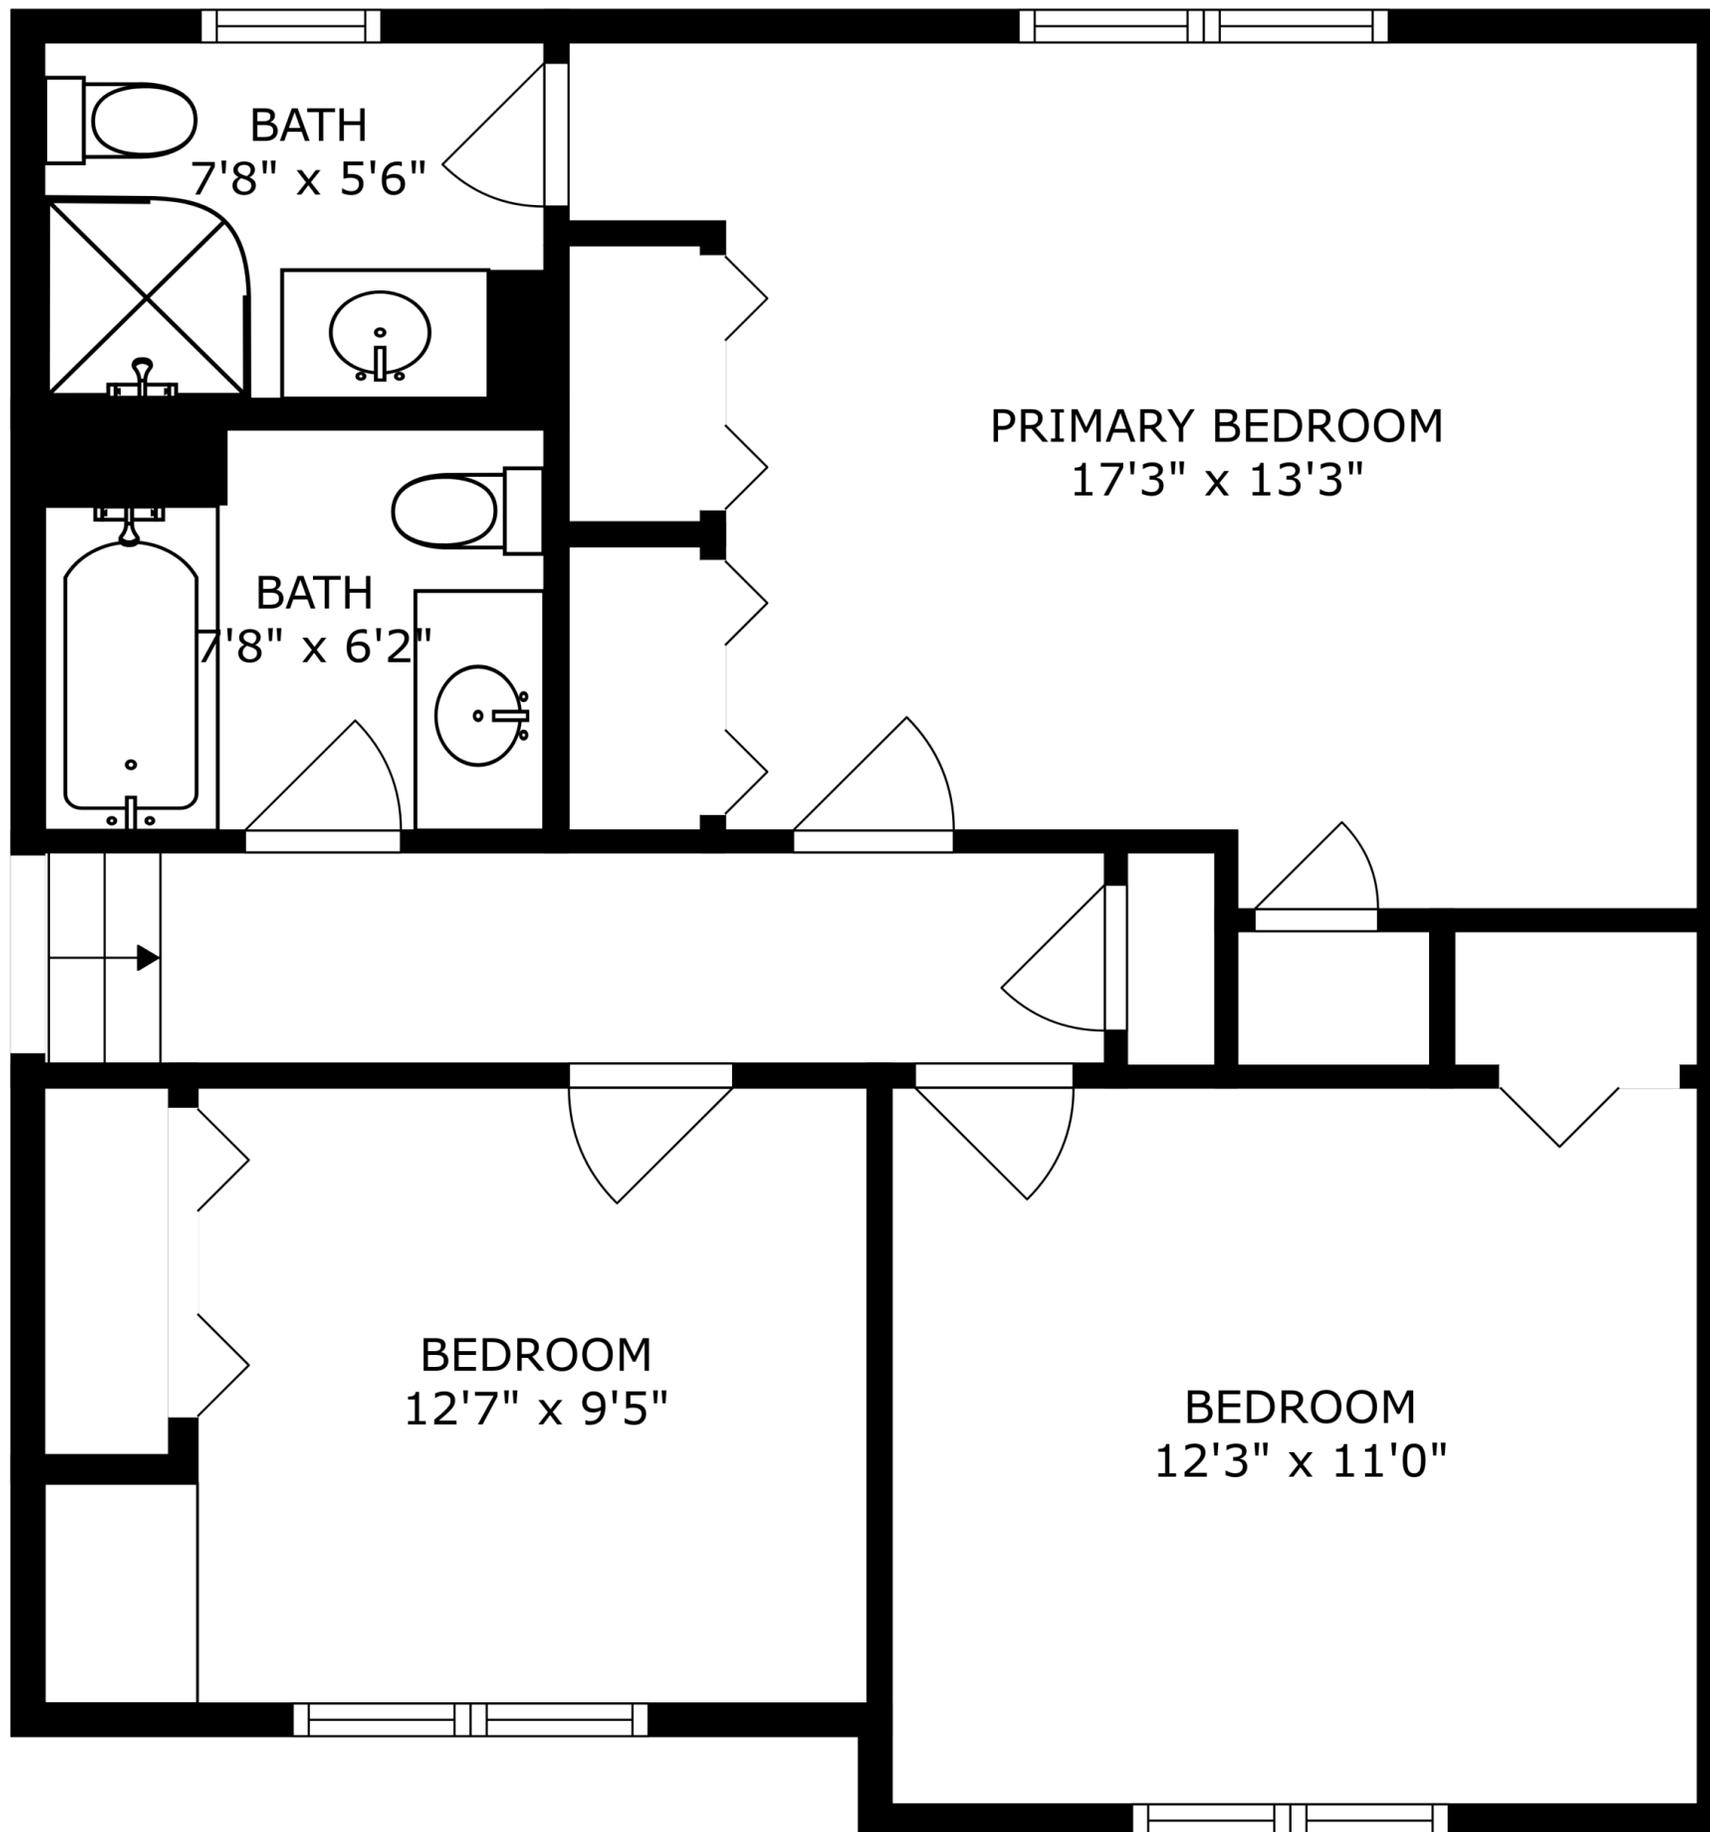 BATH
7'8" x 5'6"
PRIMARY BEDROOM
17'3" x 13'3"
BATH
7'8" x 6'2"
BEDROOM
12'7" x 9'5"
BEDROOM
12'3" x 11'0"